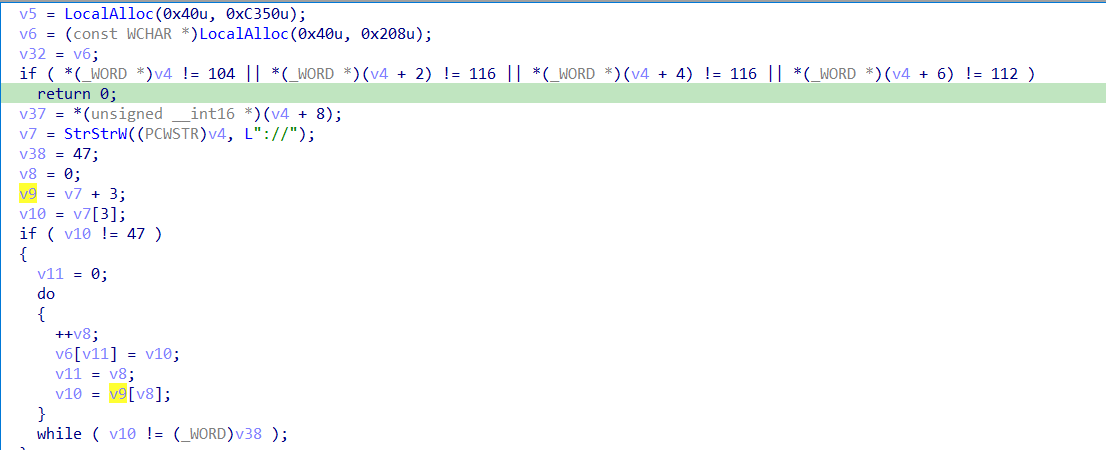 v5 = LocalAlloc(0x40u, 0xC350u);
v6 = (const WCHAR *)LocalAlloc(0x40u, 0x208u);
v32 = v6;
if ( *(_WORD *)v4 != 104 || *(_WORD *)(v4 + 2) != 116 || *(_WORD *)(v4 + 4) != 116 || *(_WORD *)(v4 + 6) != 112 )
return 0;
v37 = *(unsigned __int16 *)(v4 + 8);
v7 = StrStrW((PCWSTR)v4, L"://");
v38 = 47;
v8 = 0;
v9 = v7 + 3;
v10 = v7[3];
if ( v10 != 47 )
{
v11 = 0;
do
{
++v8;
v6[v11] = v10;
v11 = v8;
v10 = v9[v8];
}
while ( v10 != (_WORD)v38 );